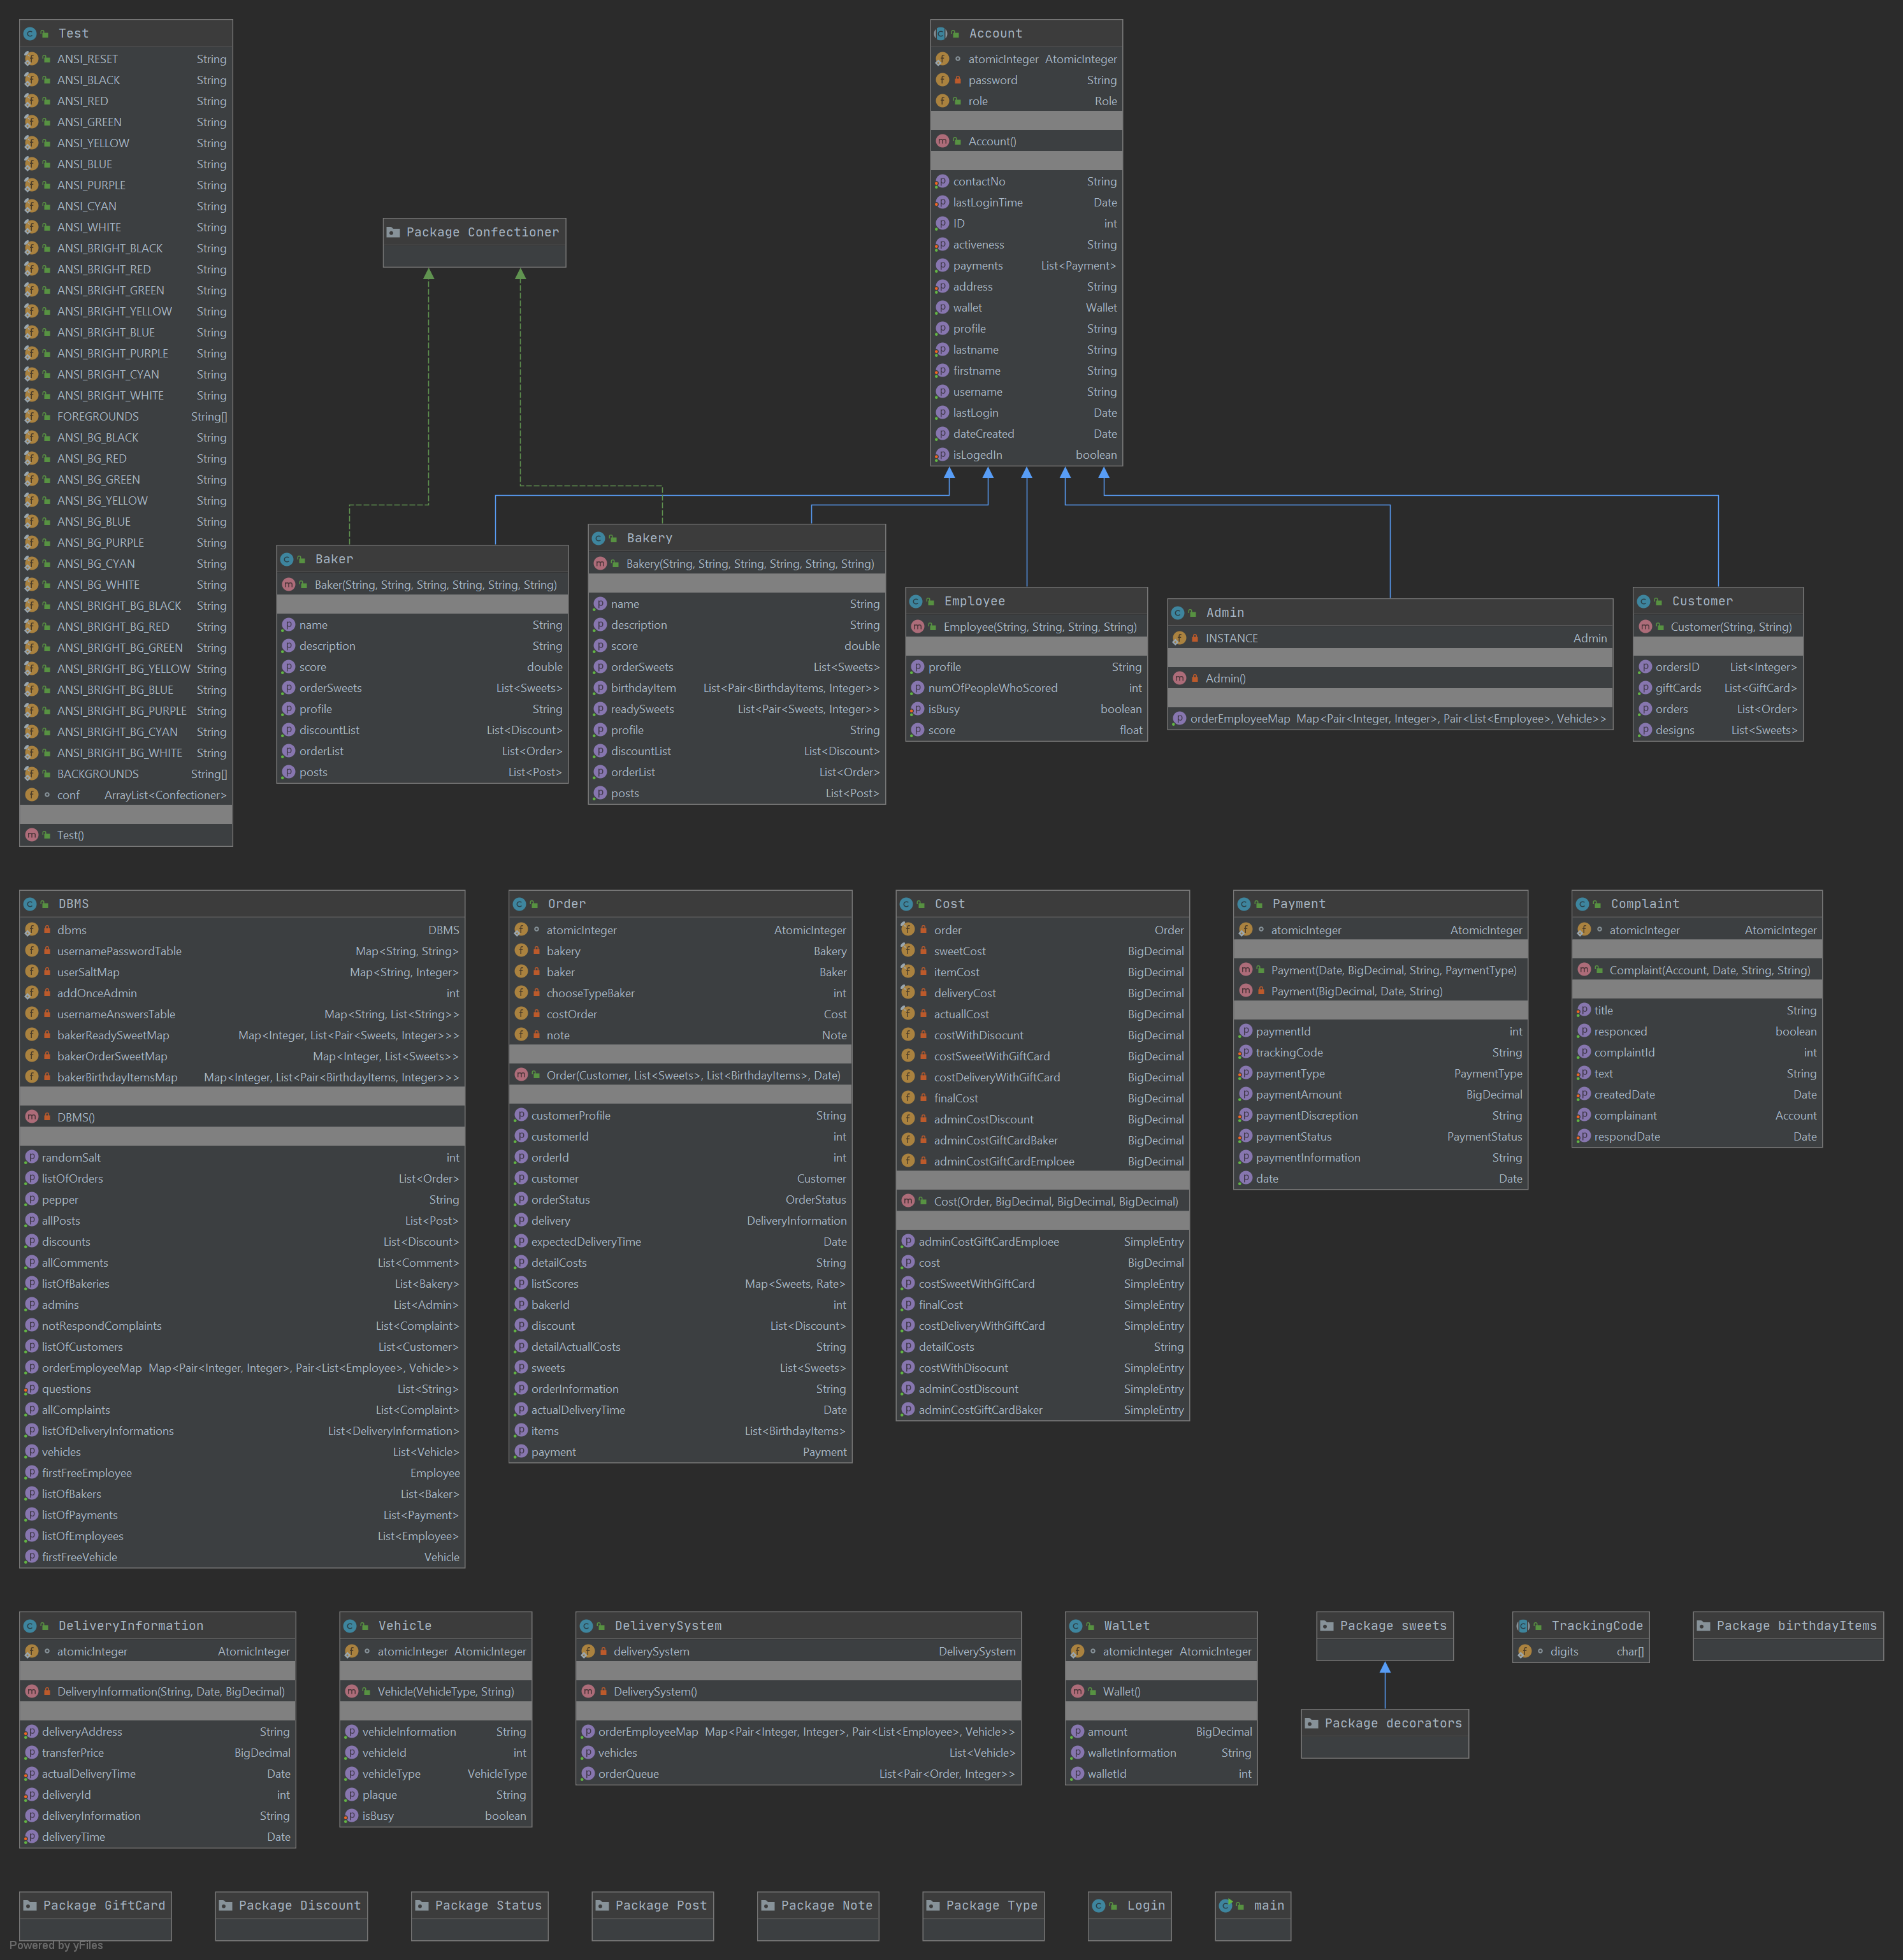 Test
ANSI_RESET String
ANSI_BLACK String
ANSI_RED String
ANSI_GREEN String
ANSI_YELLOW String
ANSI_BLUE String
ANSI_PURPLE String
ANSI_CYAN String
ANSI_WHITE String
ANSI_BRIGHT_BLACK String
ANSI_BRIGHT_RED String
ANSI_BRIGHT_GREEN String
ANSI_BRIGHT_YELLOW String
ANSI_BRIGHT_BLUE String
ANSI_BRIGHT_PURPLE String
ANSI_BRIGHT_CYAN String
ANSI_BRIGHT_WHITE String
FOREGROUNDS String[]
ANSI_BG_BLACK String
ANSI_BG_RED String
ANSI_BG_GREEN String
ANSI_BG_YELLOW String
ANSI_BG_BLUE String
ANSI_BG_PURPLE String
ANSI_BG_CYAN String
ANSI_BG_WHITE String
ANSI_BRIGHT_BG_BLACK String
ANSI_BRIGHT_BG_RED String
ANSI_BRIGHT_BG_GREEN String
ANSI_BRIGHT_BG_YELLOW String
ANSI_BRIGHT_BG_BLUE String
ANSI_BRIGHT_BG_PURPLE String
ANSI_BRIGHT_BG_CYAN String
ANSI_BRIGHT_BG_WHITE String
BACKGROUNDS String[]
conf ArrayList<Confectioner>
Test()
Package Confectioner
Account
atomicInteger AtomicInteger
password String
role Role
Account()
contactNo String
lastLoginTime Date
ID int
activeness String
payments List<Payment>
address String
wallet Wallet
profile String
lastname String
firstname String
username String
lastLogin Date
dateCreated Date
isLogedIn boolean
Baker
Baker(String, String, String, String, String, String)
name String
description String
score double
orderSweets List<Sweets>
profile String
discountList List<Discount>
orderList List<Order>
posts List<Post>
Bakery
Bakery(String, String, String, String, String, String)
name String
description String
score double
orderSweets List<Sweets>
birthdayItem List<Pair<BirthdayItems, Integer>>
readySweets List<Pair<Sweets, Integer>>
profile String
discountList List<Discount>
orderList List<Order>
posts List<Post>
Employee
Employee(String, String, String, String)
profile String
numOfPeopleWhoScored int
isBusy boolean
score float
Admin
INSTANCE Admin
Admin()
orderEmployeeMap Map<Pair<Integer, Integer>, Pair<List<Employee>, Vehicle>>
Customer
Customer(String, String)
ordersID List<Integer>
giftCards List<GiftCard>
orders List<Order>
designs List<Sweets>
DBMS
dbms DBMS
usernamePasswordTable Map<String, String>
userSaltMap Map<String, Integer>
addOnceAdmin int
usernameAnswersTable Map<String, List<String>>
bakerReadySweetMap Map<Integer, List<Pair<Sweets, Integer>>>
bakerOrderSweetMap Map<Integer, List<Sweets>>
bakerBirthdayItemsMap Map<Integer, List<Pair<BirthdayItems, Integer>>>
DBMS()
randomSalt int
listOfOrders List<Order>
pepper String
allPosts List<Post>
discounts List<Discount>
allComments List<Comment>
listOfBakeries List<Bakery>
admins List<Admin>
notRespondComplaints List<Complaint>
listOfCustomers List<Customer>
orderEmployeeMap Map<Pair<Integer, Integer>, Pair<List<Employee>, Vehicle>>
questions List<String>
allComplaints List<Complaint>
listOfDeliveryInformations List<DeliveryInformation>
vehicles List<Vehicle>
firstFreeEmployee Employee
listOfBakers List<Baker>
listOfPayments List<Payment>
listOfEmployees List<Employee>
firstFreeVehicle Vehicle
Order
atomicInteger AtomicInteger
bakery Bakery
baker Baker
chooseTypeBaker int
costOrder Cost
note Note
Order(Customer, List<Sweets>, List<BirthdayItems>, Date)
customerProfile String
customerId int
orderId int
customer Customer
orderStatus OrderStatus
delivery DeliveryInformation
expectedDeliveryTime Date
detailCosts String
listScores Map<Sweets, Rate>
bakerId int
discount List<Discount>
detailActuallCosts String
sweets List<Sweets>
orderInformation String
actualDeliveryTime Date
items List<BirthdayItems>
payment Payment
Cost
order Order
sweetCost BigDecimal
itemCost BigDecimal
deliveryCost BigDecimal
actuallCost BigDecimal
costWithDisocunt BigDecimal
costSweetWithGiftCard BigDecimal
costDeliveryWithGiftCard BigDecimal
finalCost BigDecimal
adminCostDiscount BigDecimal
adminCostGiftCardBaker BigDecimal
adminCostGiftCardEmploee BigDecimal
Cost(Order, BigDecimal, BigDecimal, BigDecimal)
adminCostGiftCardEmploee SimpleEntry
cost BigDecimal
costSweetWithGiftCard SimpleEntry
finalCost SimpleEntry
costDeliveryWithGiftCard SimpleEntry
detailCosts String
costWithDisocunt SimpleEntry
adminCostDiscount SimpleEntry
adminCostGiftCardBaker SimpleEntry
Payment
atomicInteger AtomicInteger
Payment(Date, BigDecimal, String, PaymentType)
Payment(BigDecimal, Date, String)
paymentId int
trackingCode String
paymentType PaymentType
paymentAmount BigDecimal
paymentDiscreption String
paymentStatus PaymentStatus
paymentInformation String
date Date
Complaint
atomicInteger AtomicInteger
Complaint(Account, Date, String, String)
title String
responced boolean
complaintId int
text String
createdDate Date
complainant Account
respondDate Date
DeliveryInformation
atomicInteger AtomicInteger
DeliveryInformation(String, Date, BigDecimal)
deliveryAddress String
transferPrice BigDecimal
actualDeliveryTime Date
deliveryId int
deliveryInformation String
deliveryTime Date
Vehicle
atomicInteger AtomicInteger
Vehicle(VehicleType, String)
vehicleInformation String
vehicleId int
vehicleType VehicleType
plaque String
isBusy boolean
DeliverySystem
deliverySystem DeliverySystem
DeliverySystem()
orderEmployeeMap Map<Pair<Integer, Integer>, Pair<List<Employee>, Vehicle>>
vehicles List<Vehicle>
orderQueue List<Pair<Order, Integer>>
Wallet
atomicInteger AtomicInteger
Wallet()
amount BigDecimal
walletInformation String
walletId int
Package sweets
Package decorators
TrackingCode
digits char[]
Package birthdayItems
Package GiftCard
Package Discount
Package Status
Package Post
Package Note
Package Type
Login
main
Powered by yFiles